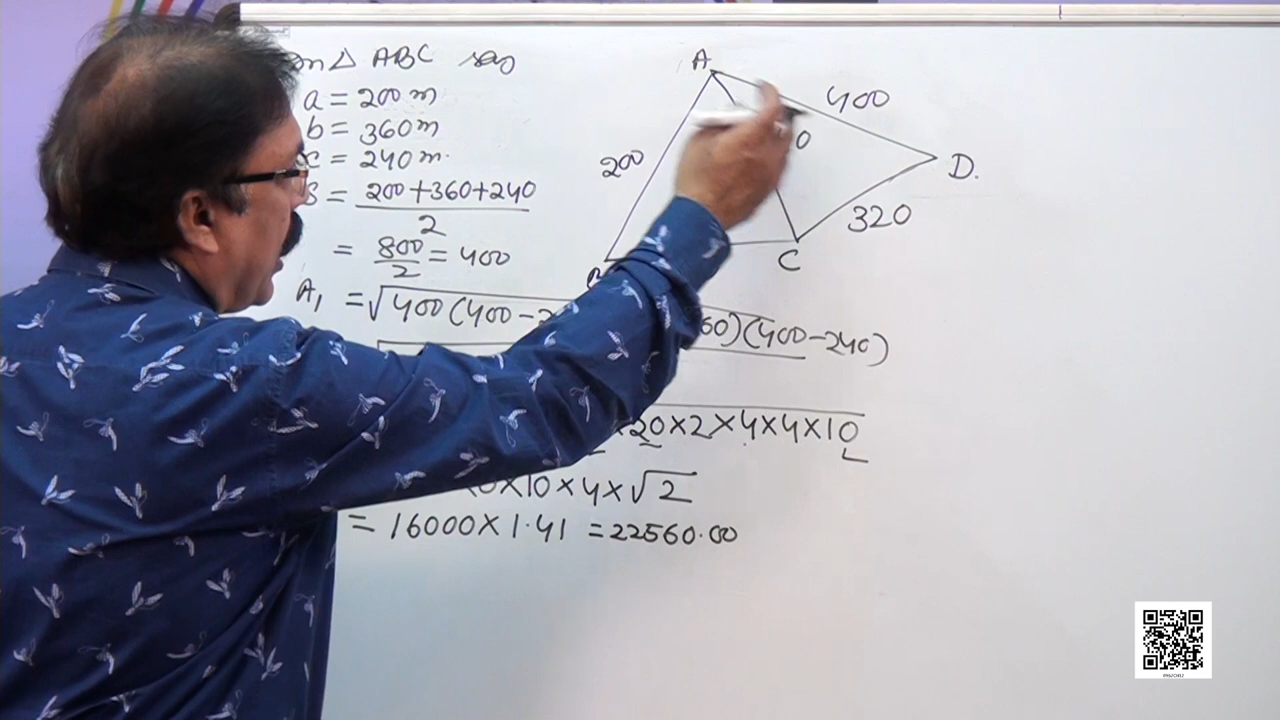 △ ABC say
a = 200 m
b = 360 m
c = 240 m.
= 200+360+240
2
= 800 = 400
2
A₁ = √400(400-2 60)(400-240)
×20×2×4×4×10
×10×4×√2
= 16000×1.41 = 22560.00
A
400
200
0
D.
320
C